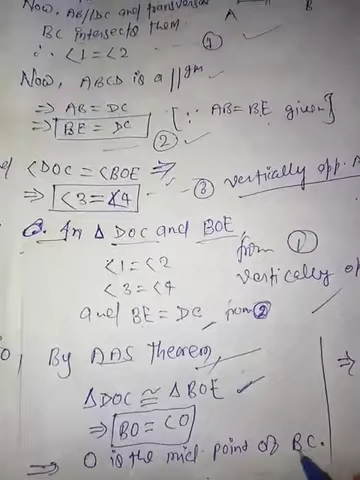 Now, AB||DC and transversal
BC intersects them. A B
∴ <1=<2 ①
Now, ABCD is a ||gm
⇒ AB = DC [∵ AB=BE given]
⇒ BE = DC
②
<DOC = <BOE ⇒
⇒ <3=<4 ③ vertically opp.
Q. In Δ DOC and BOE,
<1=<2 from ①
<3=<4 vertically op
and BE = DC, from ②
By AAS theorem,
ΔDOC ≅ ΔBOE
⇒ BO = CO ⇒
⇒ O is the mid-point of BC.